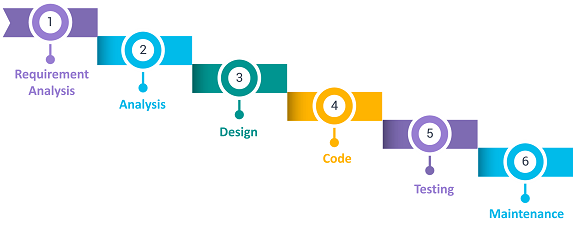 1
Requirement
Analysis
2
Analysis
3
Design
4
Code
5
Testing
6
Maintenance